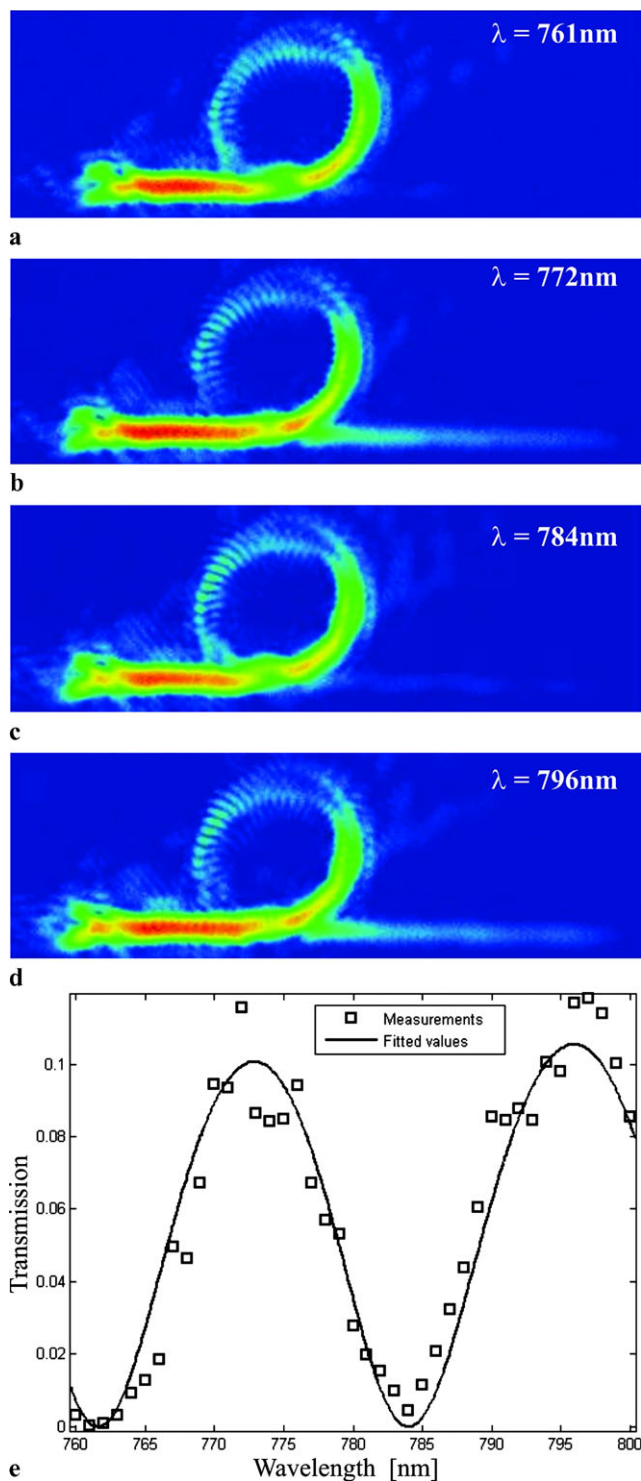 λ = 761nm
a
λ = 772nm
b
λ = 784nm
c
λ = 796nm
d
Measurements
Fitted values
0.1
0.08
0.06
0.04
0.02
0
Transmission
760 765 770 775 780 785 790 795 800
Wavelength [nm]
e